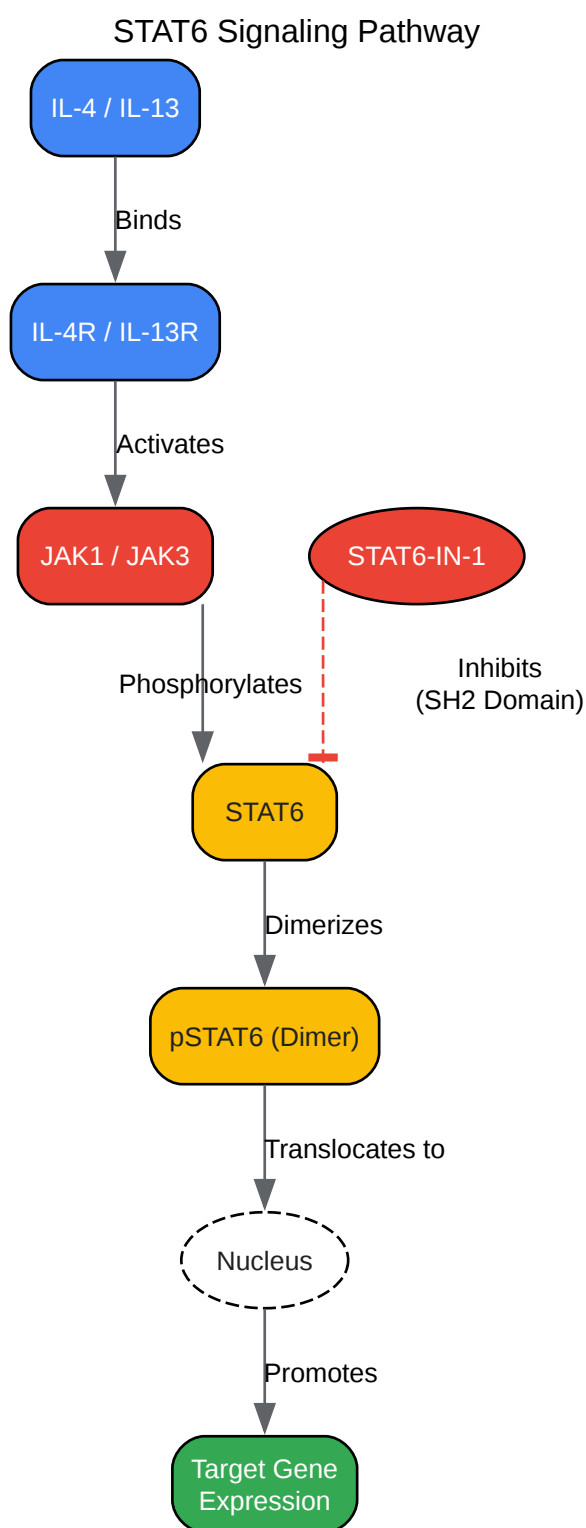 STAT6 Signaling Pathway
IL-4 / IL-13
Binds
IL-4R / IL-13R
Activates
JAK1 / JAK3
STAT6-IN-1
Phosphorylates
Inhibits
(SH2 Domain)
STAT6
Dimerizes
pSTAT6 (Dimer)
Translocates to
Nucleus
Promotes
Target Gene
Expression